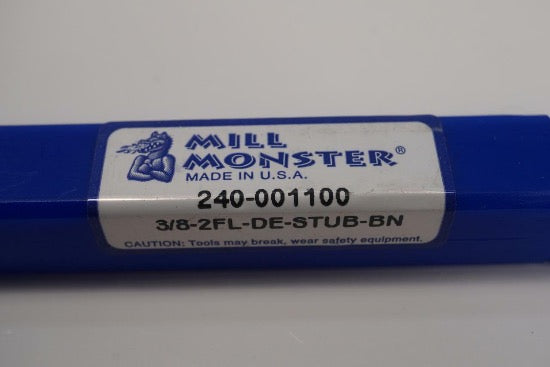 MILL
MONSTER®
MADE IN U.S.A.
240-001100
3/8-2FL-DE-STUB-BN
CAUTION: Tools may break, wear safety equipment.